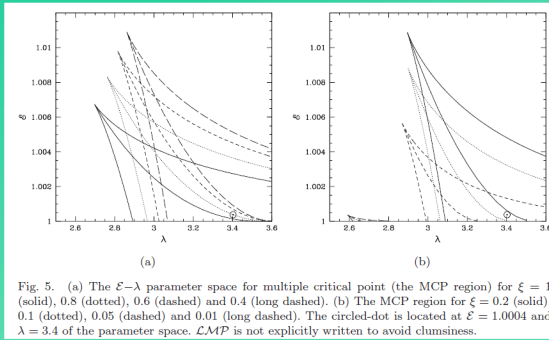 1.01
1.008
1.006
1.004
1.002
1
ℰ
2.6 2.8 3 3.2 3.4 3.6
λ
(a)
1.01
1.008
1.006
1.004
1.002
1
ℰ
2.6 2.8 3 3.2 3.4 3.6
λ
(b)
Fig. 5. (a) The ℰ−λ parameter space for multiple critical point (the MCP region) for ξ = 1
(solid), 0.8 (dotted), 0.6 (dashed) and 0.4 (long dashed). (b) The MCP region for ξ = 0.2 (solid)
0.1 (dotted), 0.05 (dashed) and 0.01 (long dashed). The circled-dot is located at ℰ = 1.0004 and
λ = 3.4 of the parameter space. ℒℳ𝒫 is not explicitly written to avoid clumsiness.